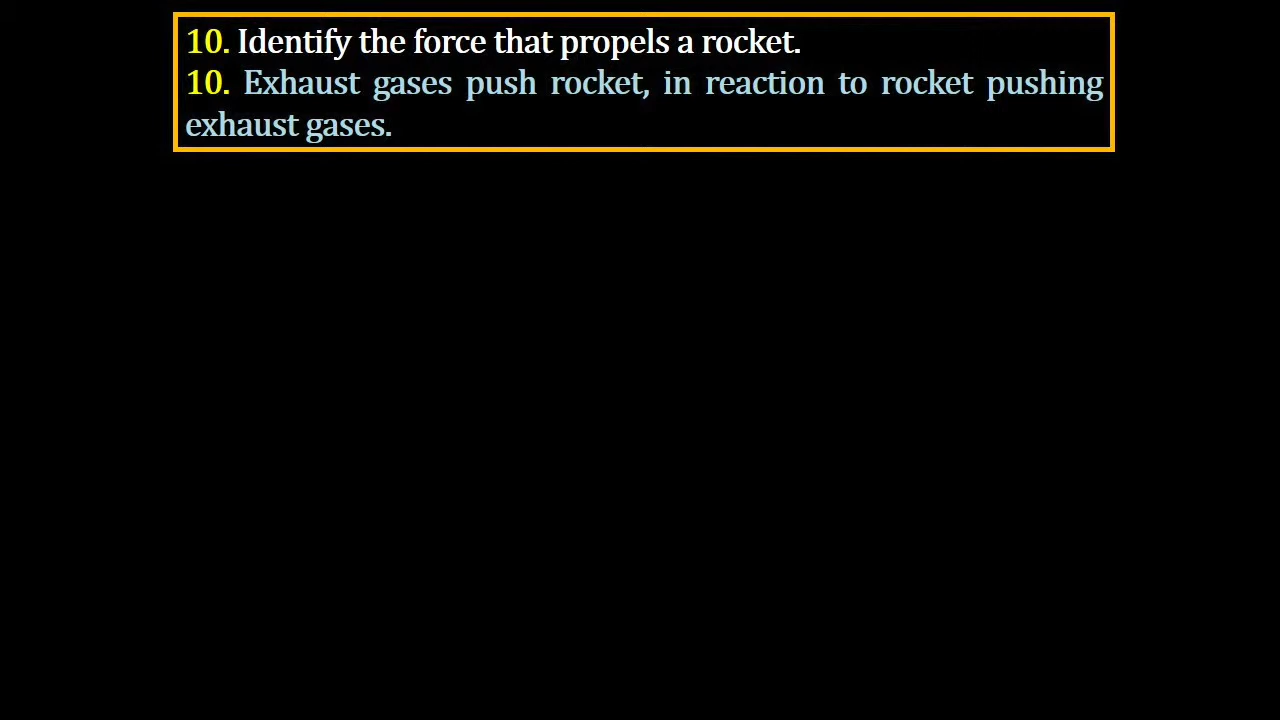 10. Identify the force that propels a rocket.
10. Exhaust gases push rocket, in reaction to rocket pushing
exhaust gases.